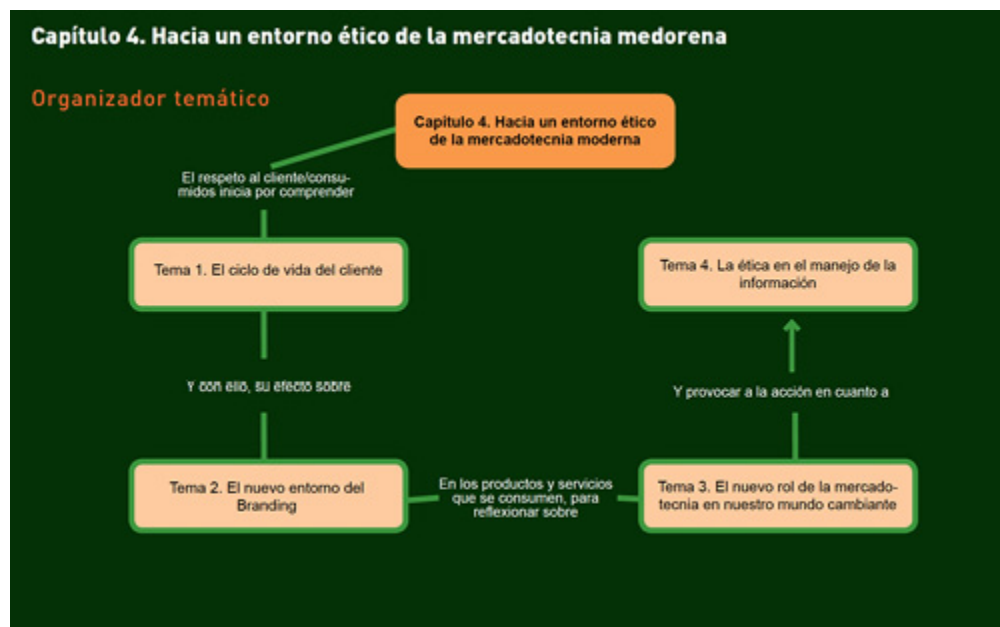 Capítulo 4. Hacia un entorno ético de la mercadotecnia medorena
Organizador temático
Capitulo 4. Hacia un entorno ético
de la mercadotecnia moderna
El respeto al cliente/consu-
midos inicia por comprender
Tema 1. El ciclo de vida del cliente
Y con ello, su efecto sobre
Tema 2. El nuevo entorno del
Branding
En los productos y servicios
que se consumen, para
reflexionar sobre
Tema 3. El nuevo rol de la mercado-
tecnia en nuestro mundo cambiante
Y provocar a la acción en cuanto a
Tema 4. La ética en el manejo de la
información